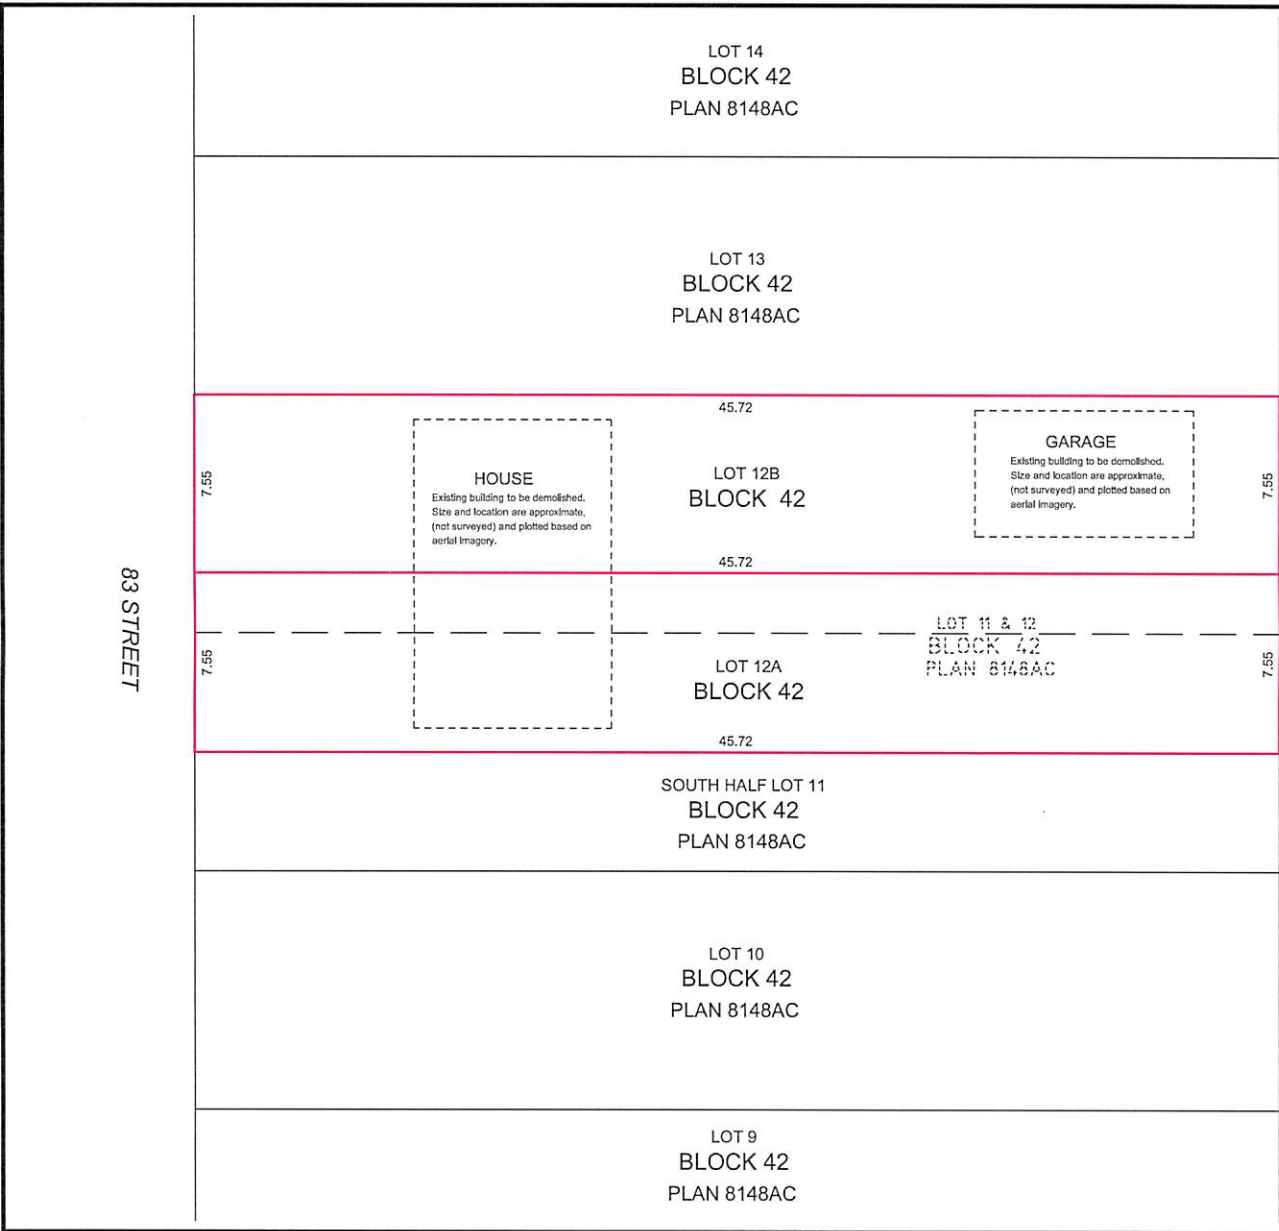 LOT 14
BLOCK 42
PLAN 8148AC
LOT 13
BLOCK 42
PLAN 8148AC
45.72
7.55
HOUSE
Existing building to be demolished.
Size and location are approximate,
(not surveyed) and plotted based on
aerial imagery.
LOT 12B
BLOCK 42
GARAGE
Existing building to be demolished.
Size and location are approximate,
(not surveyed) and plotted based on
aerial imagery.
7.55
45.72
83 STREET
7.55
LOT 11 & 12
BLOCK 42
PLAN 8148AC
LOT 12A
BLOCK 42
7.55
45.72
SOUTH HALF LOT 11
BLOCK 42
PLAN 8148AC
LOT 10
BLOCK 42
PLAN 8148AC
LOT 9
BLOCK 42
PLAN 8148AC